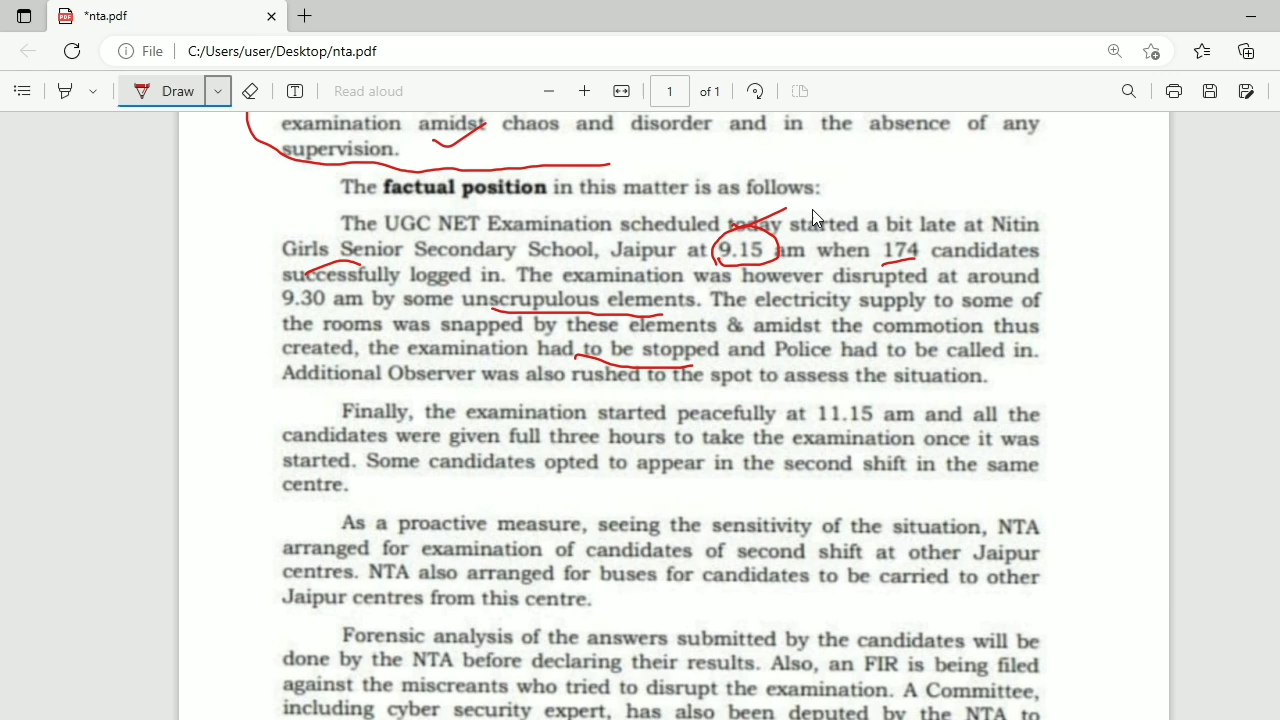 *nta.pdf
File C:/Users/user/Desktop/nta.pdf
Draw Read aloud 1 of 1
examination amidst chaos and disorder and in the absence of any
supervision.
The factual position in this matter is as follows:
The UGC NET Examination scheduled today started a bit late at Nitin
Girls Senior Secondary School, Jaipur at 9.15 am when 174 candidates
successfully logged in. The examination was however disrupted at around
9.30 am by some unscrupulous elements. The electricity supply to some of
the rooms was snapped by these elements & amidst the commotion thus
created, the examination had to be stopped and Police had to be called in.
Additional Observer was also rushed to the spot to assess the situation.
Finally, the examination started peacefully at 11.15 am and all the
candidates were given full three hours to take the examination once it was
started. Some candidates opted to appear in the second shift in the same
centre.
As a proactive measure, seeing the sensitivity of the situation, NTA
arranged for examination of candidates of second shift at other Jaipur
centres. NTA also arranged for buses for candidates to be carried to other
Jaipur centres from this centre.
Forensic analysis of the answers submitted by the candidates will be
done by the NTA before declaring their results. Also, an FIR is being filed
against the miscreants who tried to disrupt the examination. A Committee,
including cyber security expert, has also been deputed by the NTA to